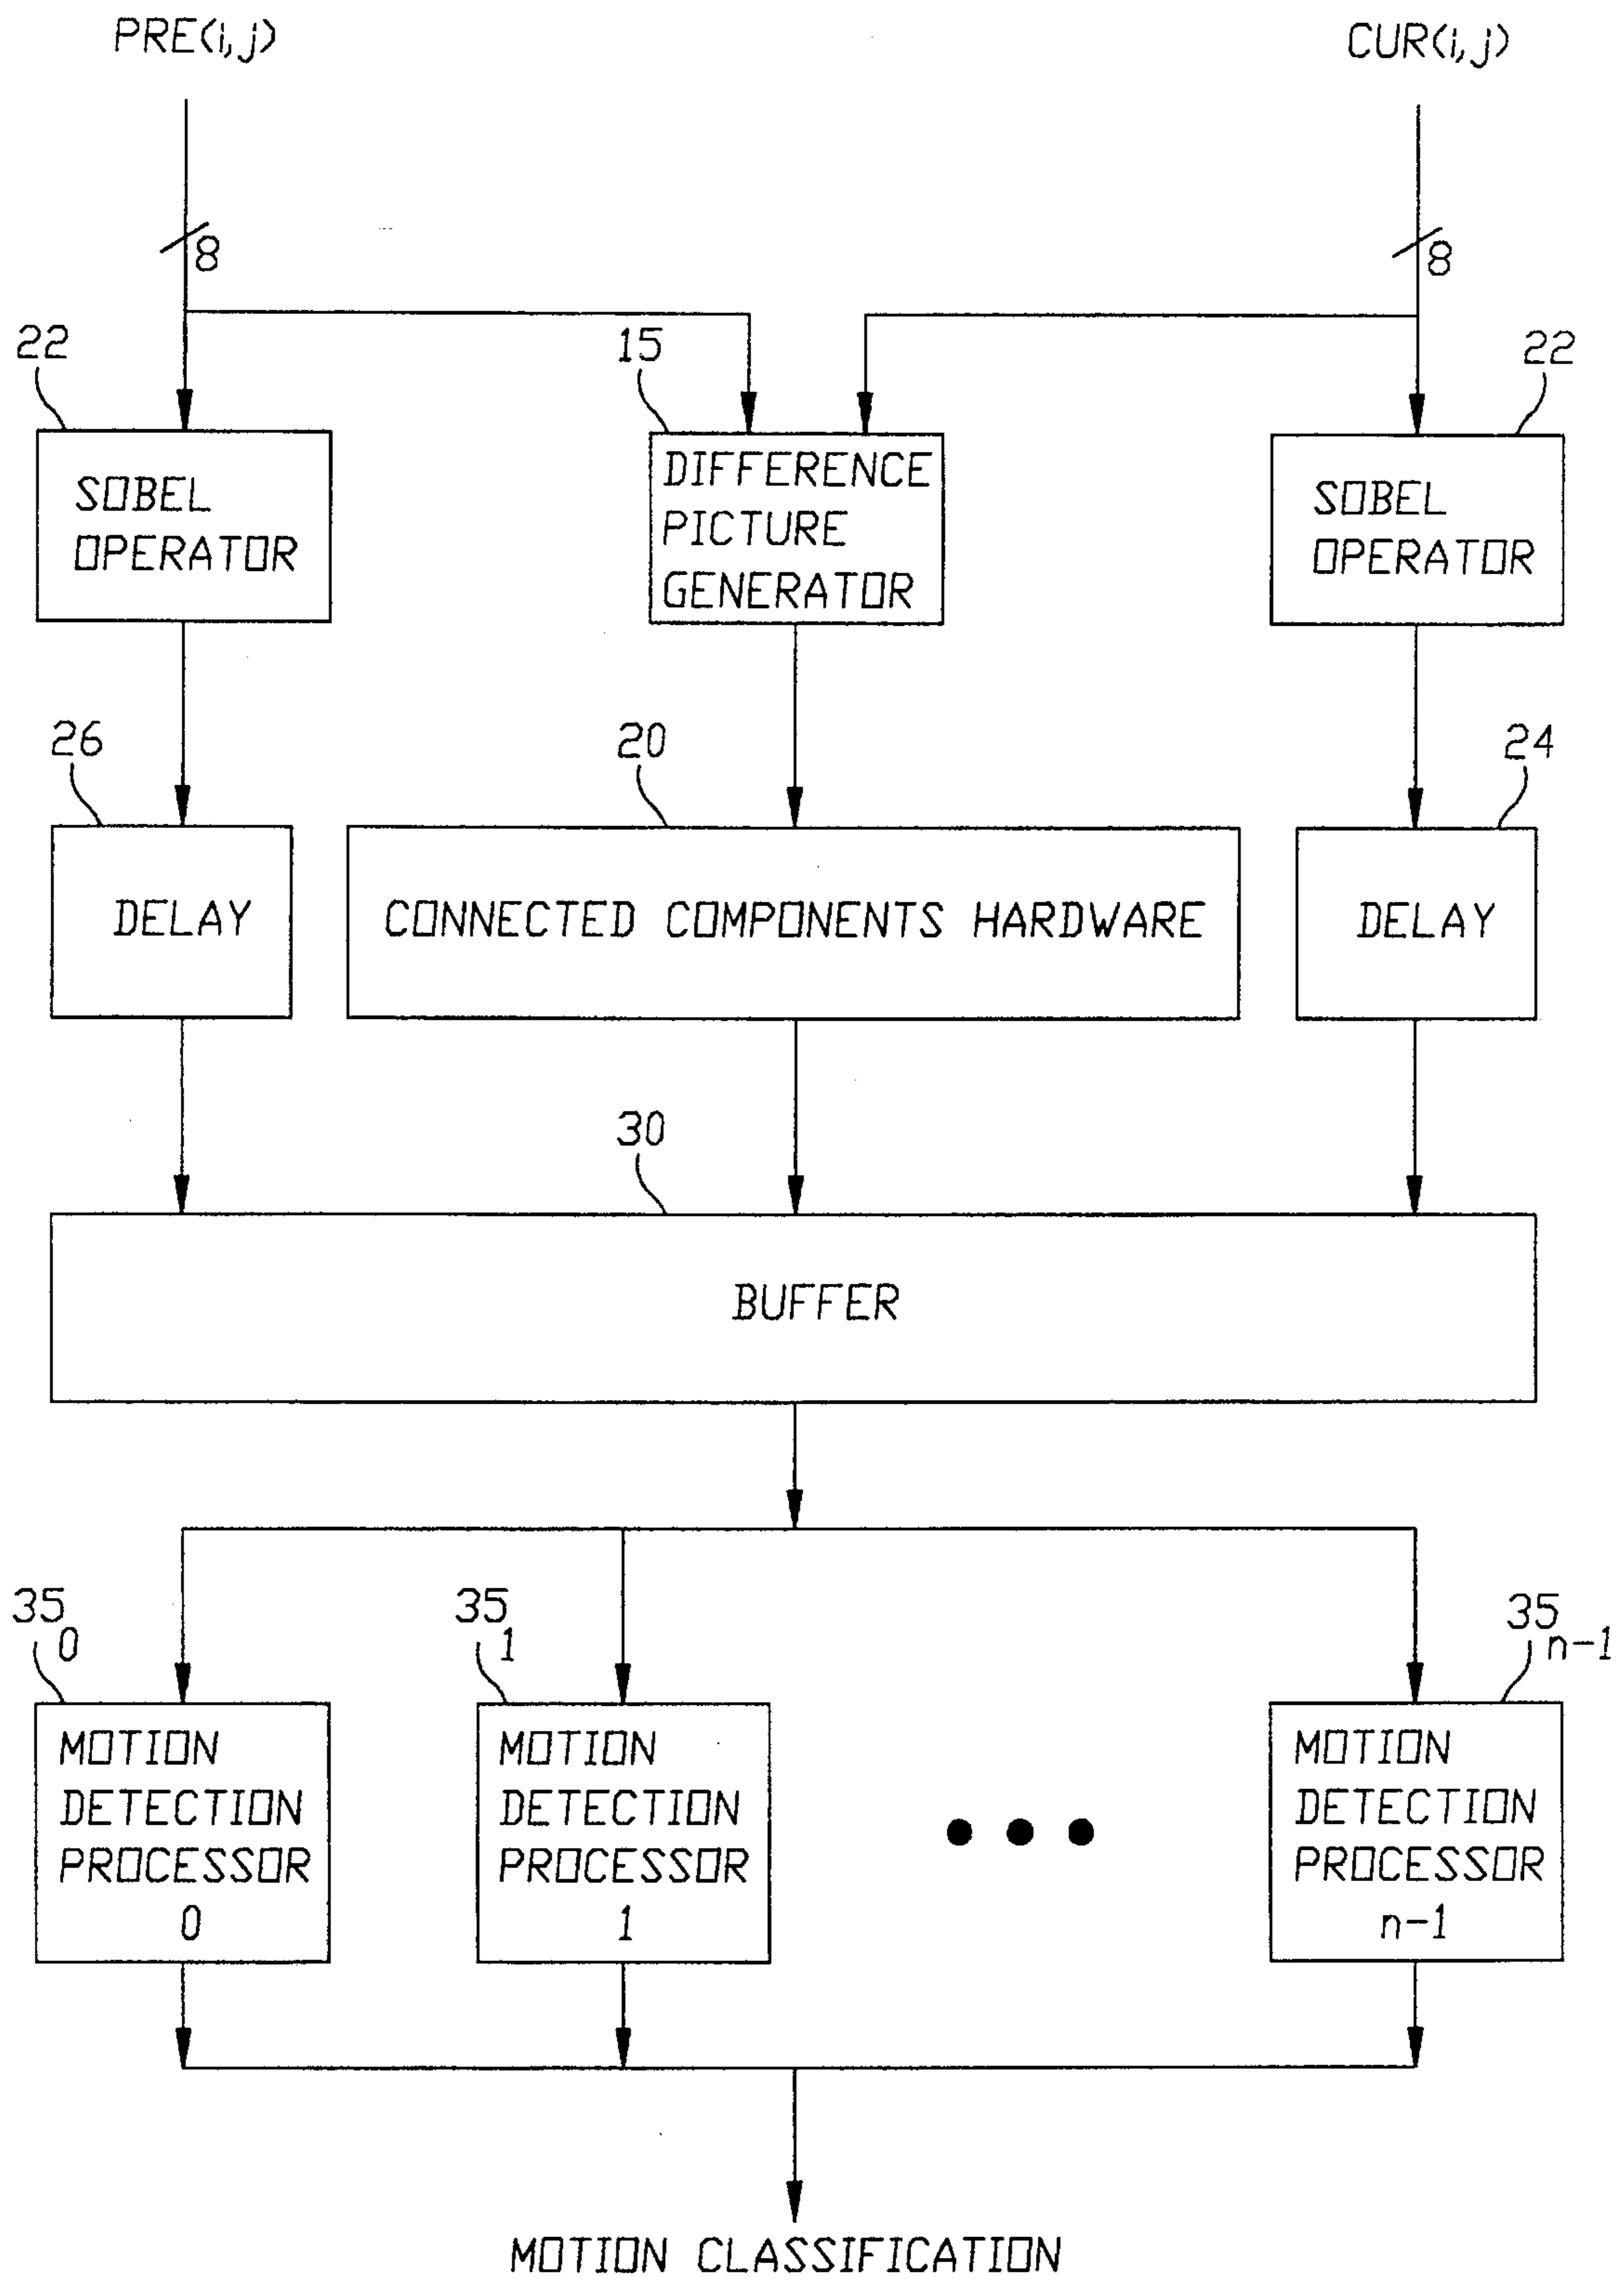 PRE(i,j)
CUR(i,j)
8
8
22
15
22
SOBEL
OPERATOR
DIFFERENCE
PICTURE
GENERATOR
SOBEL
OPERATOR
26
20
24
DELAY
CONNECTED COMPONENTS HARDWARE
DELAY
30
BUFFER
35 0
35 1
35 n-1
MOTION
DETECTION
PROCESSOR
0
MOTION
DETECTION
PROCESSOR
1
MOTION
DETECTION
PROCESSOR
n-1
MOTION CLASSIFICATION